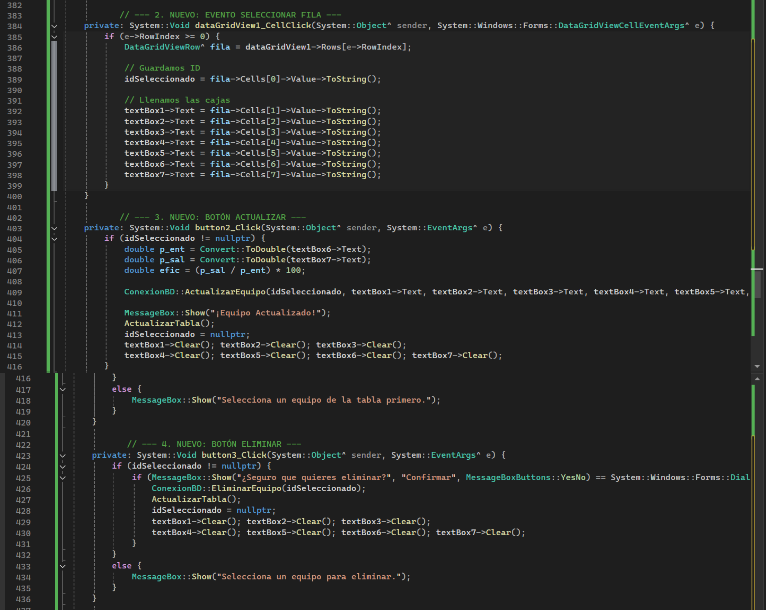 382
383 // --- 2. NUEVO: EVENTO SELECCIONAR FILA ---
384 private: System::Void dataGridView1_CellClick(System::Object^ sender, System::Windows::Forms::DataGridViewCellEventArgs^ e) {
385 if (e->RowIndex >= 0) {
386 DataGridViewRow^ fila = dataGridView1->Rows[e->RowIndex];
387
388 // Guardamos ID
389 idSeleccionado = fila->Cells[0]->Value->ToString();
390
391 // Llenamos las cajas
392 textBox1->Text = fila->Cells[1]->Value->ToString();
393 textBox2->Text = fila->Cells[2]->Value->ToString();
394 textBox3->Text = fila->Cells[3]->Value->ToString();
395 textBox4->Text = fila->Cells[4]->Value->ToString();
396 textBox5->Text = fila->Cells[5]->Value->ToString();
397 textBox6->Text = fila->Cells[6]->Value->ToString();
398 textBox7->Text = fila->Cells[7]->Value->ToString();
399 }
400 }
401
402 // --- 3. NUEVO: BOTÓN ACTUALIZAR ---
403 private: System::Void button2_Click(System::Object^ sender, System::EventArgs^ e) {
404 if (idSeleccionado != nullptr) {
405 double p_ent = Convert::ToDouble(textBox6->Text);
406 double p_sal = Convert::ToDouble(textBox7->Text);
407 double efic = (p_sal / p_ent) * 100;
408
409 ConexionBD::ActualizarEquipo(idSeleccionado, textBox1->Text, textBox2->Text, textBox3->Text, textBox4->Text, textBox5->Text,
410
411 MessageBox::Show("¡Equipo Actualizado!");
412 ActualizarTabla();
413 idSeleccionado = nullptr;
414 textBox1->Clear(); textBox2->Clear(); textBox3->Clear();
415 textBox4->Clear(); textBox5->Clear(); textBox6->Clear(); textBox7->Clear();
416 }
416 }
417 else {
418 MessageBox::Show("Selecciona un equipo de la tabla primero.");
419 }
420 }
421
422 // --- 4. NUEVO: BOTÓN ELIMINAR ---
423 private: System::Void button3_Click(System::Object^ sender, System::EventArgs^ e) {
424 if (idSeleccionado != nullptr) {
425 if (MessageBox::Show("¿Seguro que quieres eliminar?", "Confirmar", MessageBoxButtons::YesNo) == System::Windows::Forms::Dial
426 ConexionBD::EliminarEquipo(idSeleccionado);
427 ActualizarTabla();
428 idSeleccionado = nullptr;
429 textBox1->Clear(); textBox2->Clear(); textBox3->Clear();
430 textBox4->Clear(); textBox5->Clear(); textBox6->Clear(); textBox7->Clear();
431 }
432 }
433 else {
434 MessageBox::Show("Selecciona un equipo para eliminar.");
435 }
436 }